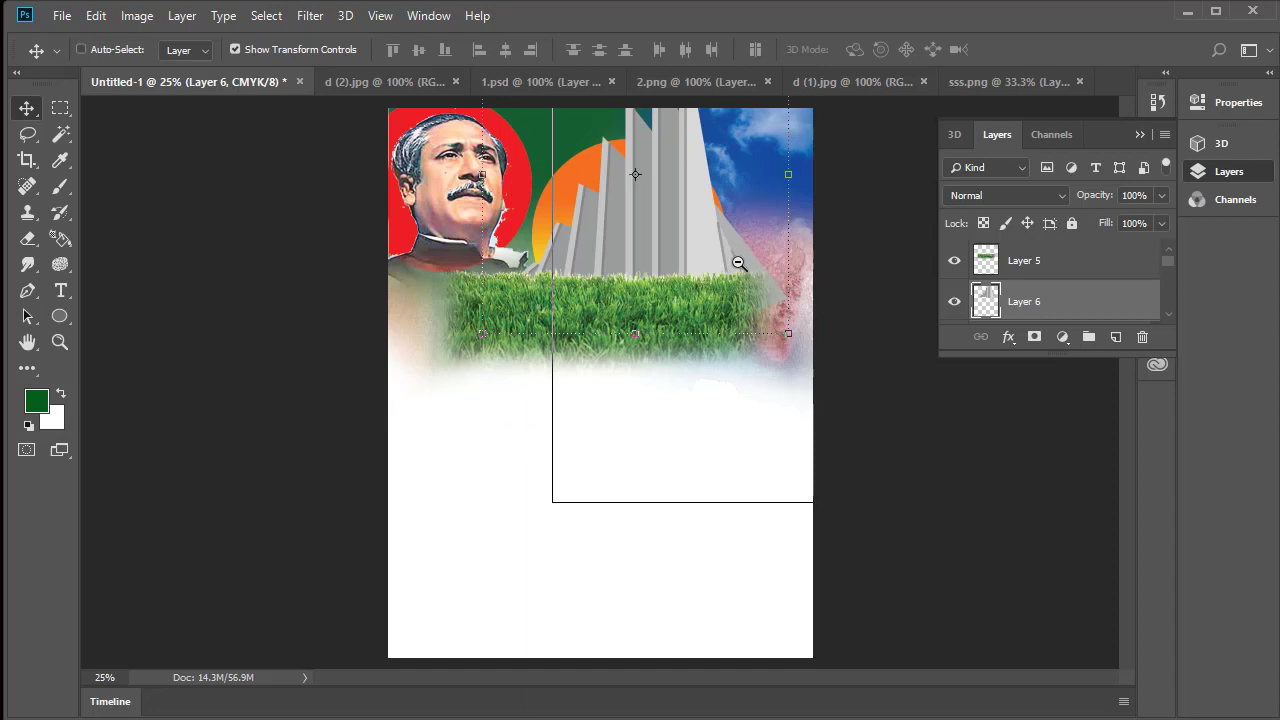 Ps File Edit Image Layer Type Select Filter 3D View Window Help
Auto-Select: Layer Show Transform Controls 3D Mode:
Untitled-1 @ 25% (Layer 6, CMYK/8) * d (2).jpg @ 100% (RG... 1.psd @ 100% (Layer ... 2.png @ 100% (Layer... d (1).jpg @ 100% (RG... sss.png @ 33.3% (Lay...
Properties
3D
Layers
Channels
3D Layers Channels
Kind
Normal Opacity: 100%
Lock: Fill: 100%
Layer 5
Layer 6
fx
25% Doc: 14.3M/56.9M
Timeline